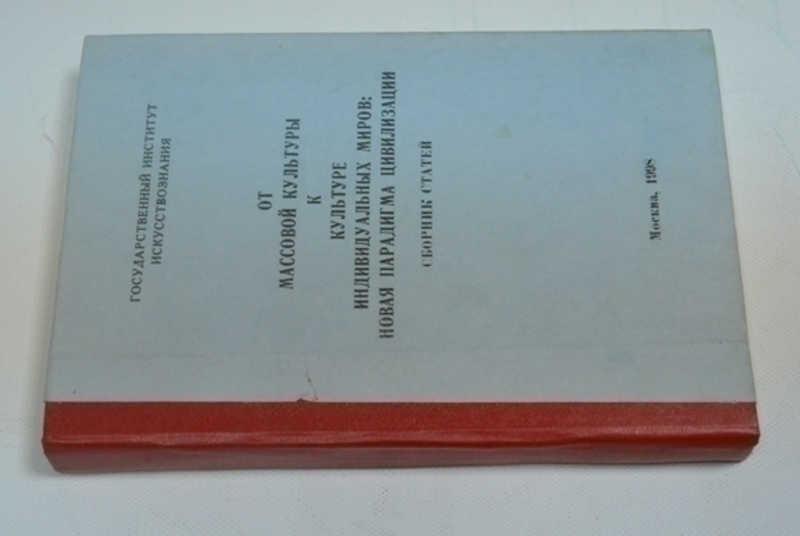 ГОСУДАРСТВЕННЫЙ ИНСТИТУТ
ИСКУССТВОЗНАНИЯ
ОТ
МАССОВОЙ КУЛЬТУРЫ
К
КУЛЬТУРЕ
ИНДИВИДУАЛЬНЫХ МИРОВ:
НОВАЯ ПАРАДИГМА ЦИВИЛИЗАЦИИ
СБОРНИК СТАТЕЙ
Москва, 1998